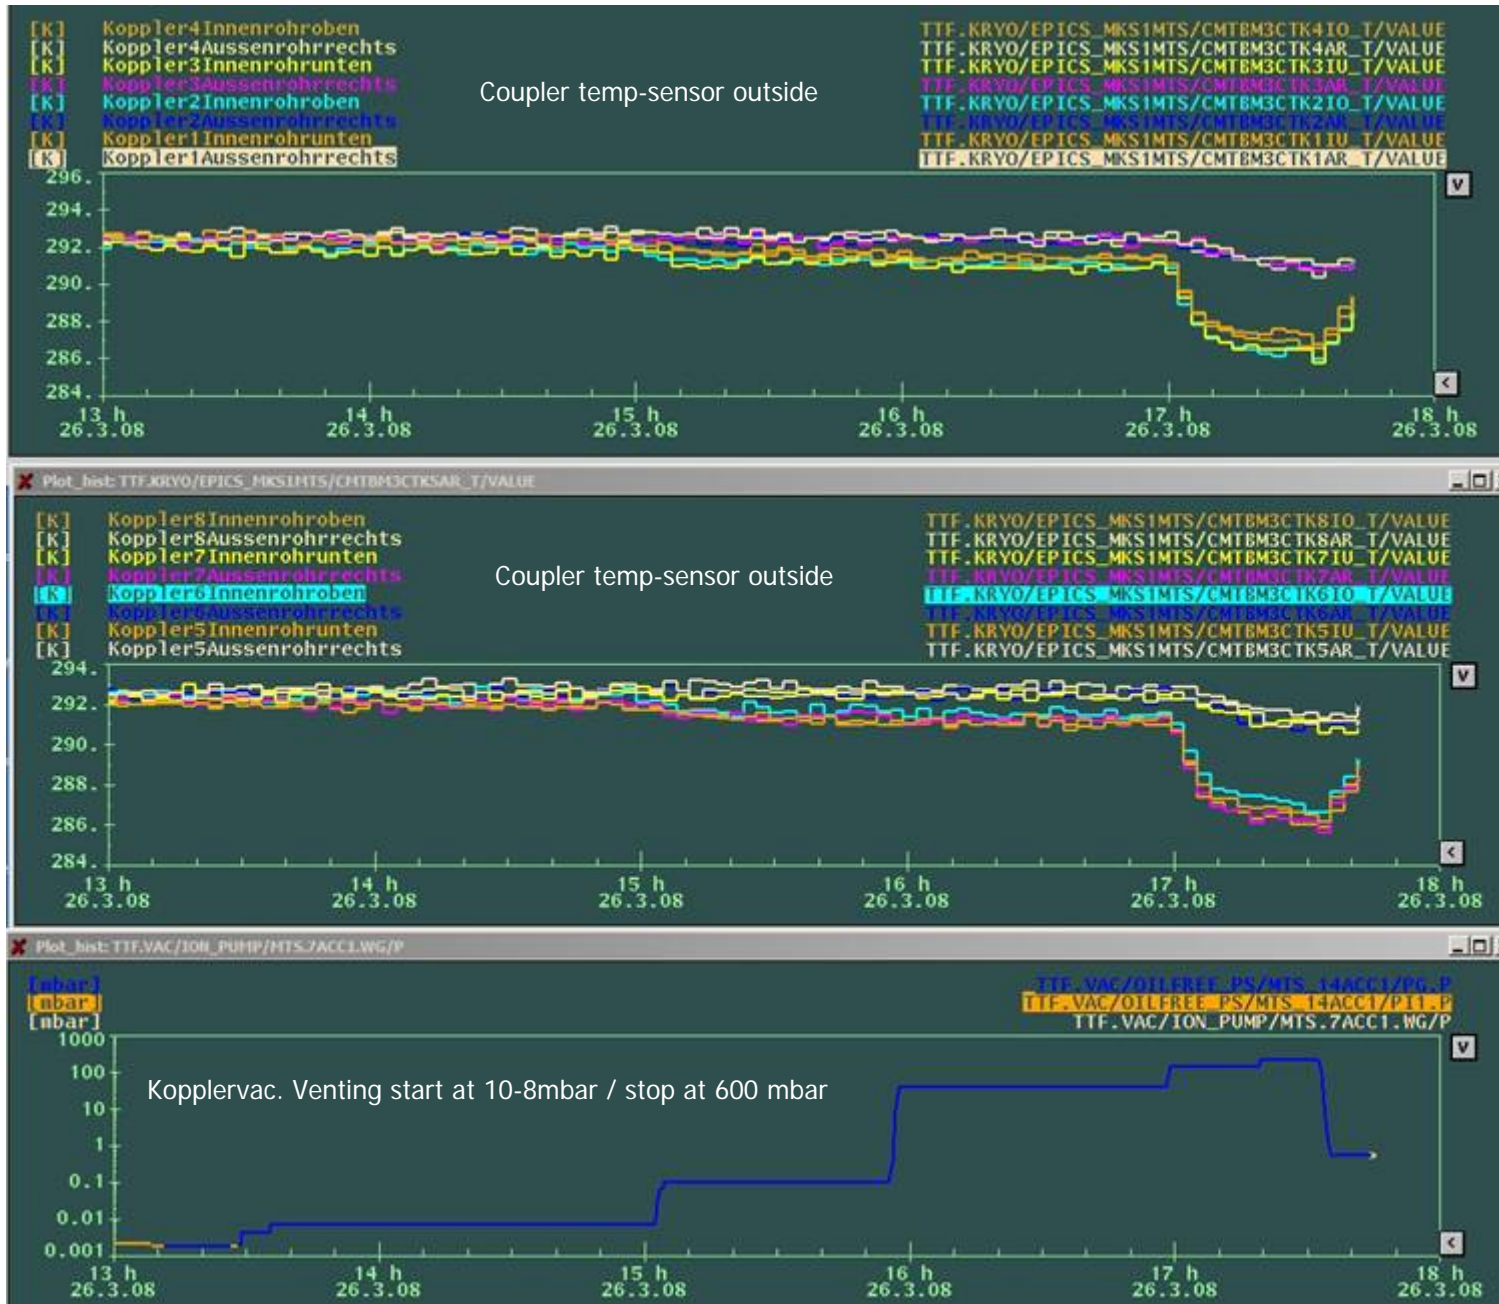 [K] Koppler4Innenrohroben TTF.KRYO/EPICS_MKS1MTS/CMTBM3CTK4IO_T/VALUE
[K] Koppler4Aussenrohrrechts TTF.KRYO/EPICS_MKS1MTS/CMTBM3CTK4AR_T/VALUE
[K] Koppler3Innenrohrunten TTF.KRYO/EPICS_MKS1MTS/CMTBM3CTK3IU_T/VALUE
[K] Koppler3Aussenrohrrechts TTF.KRYO/EPICS_MKS1MTS/CMTBM3CTK3AR_T/VALUE
Coupler temp-sensor outside
[K] Koppler2Innenrohroben TTF.KRYO/EPICS_MKS1MTS/CMTBM3CTK2IO_T/VALUE
[K] Koppler2Aussenrohrrechts TTF.KRYO/EPICS_MKS1MTS/CMTBM3CTK2AR_T/VALUE
[K] Koppler1Innenrohrunten TTF.KRYO/EPICS_MKS1MTS/CMTBM3CTK1IU_T/VALUE
[K] Koppler1Aussenrohrrechts TTF.KRYO/EPICS_MKS1MTS/CMTBM3CTK1AR_T/VALUE
296.
V
294.
292.
290.
288.
286.
284.
<
13 h 14 h 15 h 16 h 17 h 18 h
26.3.08 26.3.08 26.3.08 26.3.08 26.3.08 26.3.08
Plot_hist: TTF.KRYO/EPICS_MKS1MTS/CMTBM3CTK5AR_T/VALUE
[K] Koppler8Innenrohroben TTF.KRYO/EPICS_MKS1MTS/CMTBM3CTK8IO_T/VALUE
[K] Koppler8Aussenrohrrechts TTF.KRYO/EPICS_MKS1MTS/CMTBM3CTK8AR_T/VALUE
[K] Koppler7Innenrohrunten TTF.KRYO/EPICS_MKS1MTS/CMTBM3CTK7IU_T/VALUE
[K] Koppler7Aussenrohrrechts TTF.KRYO/EPICS_MKS1MTS/CMTBM3CTK7AR_T/VALUE
Coupler temp-sensor outside
[K] Koppler6Innenrohroben TTF.KRYO/EPICS_MKS1MTS/CMTBM3CTK6IO_T/VALUE
[K] Koppler6Aussenrohrrechts TTF.KRYO/EPICS_MKS1MTS/CMTBM3CTK6AR_T/VALUE
[K] Koppler5Innenrohrunten TTF.KRYO/EPICS_MKS1MTS/CMTBM3CTK5IU_T/VALUE
[K] Koppler5Aussenrohrrechts TTF.KRYO/EPICS_MKS1MTS/CMTBM3CTK5AR_T/VALUE
294.
V
292.
290.
288.
286.
284.
<
13 h 14 h 15 h 16 h 17 h 18 h
26.3.08 26.3.08 26.3.08 26.3.08 26.3.08 26.3.08
Plot_hist: TTF.VAC/ION_PUMP/MTS.7ACC1.WG/P
[mbar] TTF.VAC/OILFREE_PS/MTS_14ACC1/PG.P
[mbar] TTF.VAC/OILFREE_PS/MTS_14ACC1/PI1.P
[mbar] TTF.VAC/ION_PUMP/MTS.7ACC1.WG/P
1000
V
100
Kopplervac. Venting start at 10-8mbar / stop at 600 mbar
10
1
0.1
0.01
0.001
<
13 h 14 h 15 h 16 h 17 h 18 h
26.3.08 26.3.08 26.3.08 26.3.08 26.3.08 26.3.08